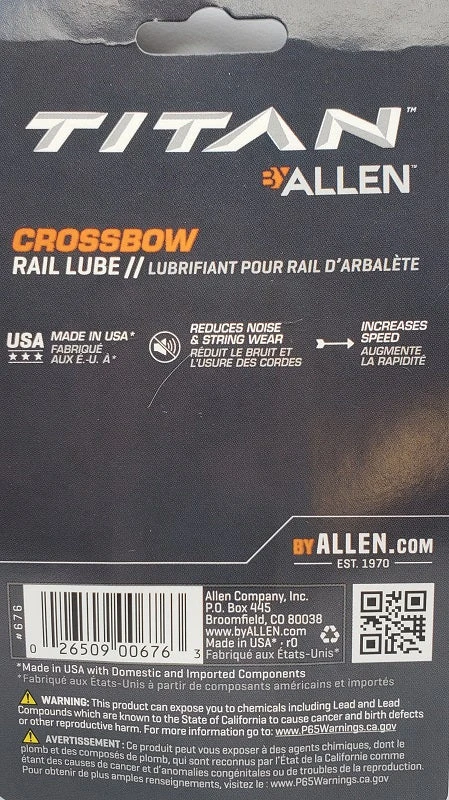 TITAN™
BY ALLEN™
CROSSBOW
RAIL LUBE // LUBRIFIANT POUR RAIL D'ARBALÈTE
USA
MADE IN USA*
FABRIQUÉ
AUX É.-U. À*
REDUCES NOISE
& STRING WEAR
RÉDUIT LE BRUIT ET
L'USURE DES CORDES
INCREASES
SPEED
AUGMENTE
LA RAPIDITÉ
BY ALLEN.COM
EST. 1970
#676
0 26509 00676 3
Allen Company, Inc.
P.O. Box 445
Broomfield, CO 80038
www.byALLEN.com
Made in USA* · r0
Fabriqué aux États-Unis*
*Made in USA with Domestic and Imported Components
*Fabriqué aux États-Unis à partir de composants américains et importés
WARNING: This product can expose you to chemicals including Lead and Lead
Compounds which are known to the State of California to cause cancer and birth defects
or other reproductive harm. For more information go to: www.P65Warnings.ca.gov
AVERTISSEMENT: Ce produit peut vous exposer à des agents chimiques, dont le
plomb et des composés de plomb, qui sont reconnus par l'État de la Californie comme
étant des causes de cancer et d'anomalies congénitales ou de troubles de la reproduction.
Pour obtenir de plus amples renseignements, visitez le : www.P65Warnings.ca.gov